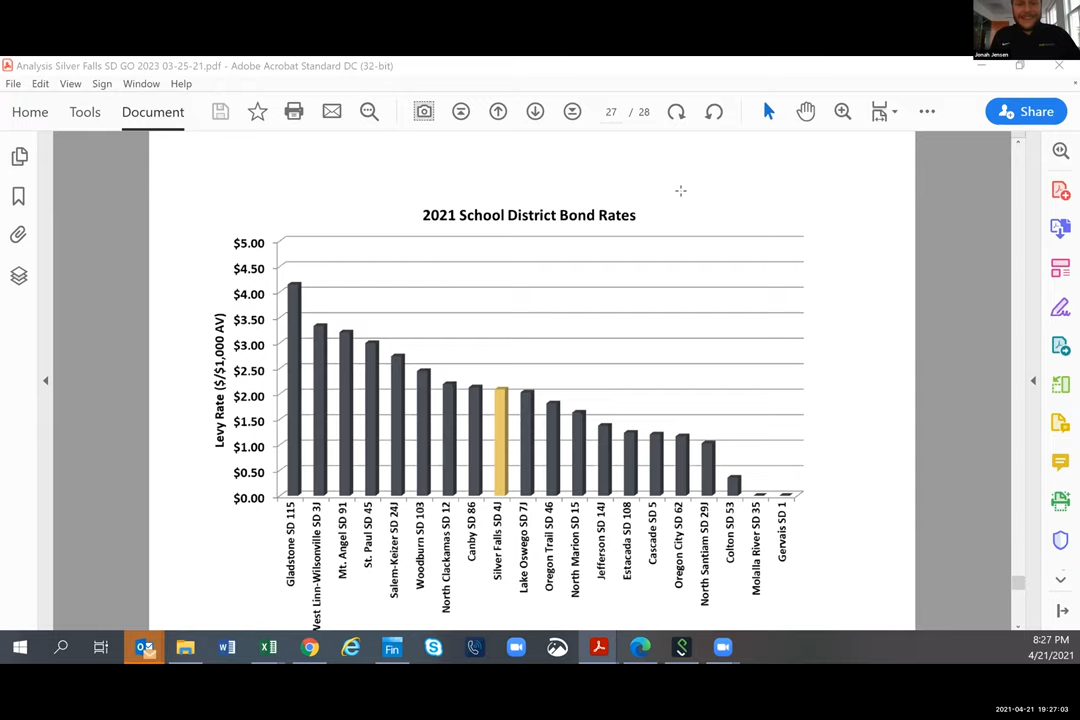 Jonah Jensen
Analysis Silver Falls SD GO 2023 03-25-21.pdf - Adobe Acrobat Standard DC (32-bit)
File Edit View Sign Window Help
Home Tools Document 27 / 28 Share
2021 School District Bond Rates
Levy Rate ($/$1,000 AV)
$5.00
$4.50
$4.00
$3.50
$3.00
$2.50
$2.00
$1.50
$1.00
$0.50
$0.00
Gladstone SD 115
West Linn-Wilsonville SD 3J
Mt. Angel SD 91
St. Paul SD 45
Salem-Keizer SD 24J
Woodburn SD 103
North Clackamas SD 12
Canby SD 86
Silver Falls SD 4J
Lake Oswego SD 7J
Oregon Trail SD 46
North Marion SD 15
Jefferson SD 14J
Estacada SD 108
Cascade SD 5
Oregon City SD 62
North Santiam SD 29J
Colton SD 53
Molalla River SD 35
Gervais SD 1
Fin
8:27 PM
4/21/2021
2021-04-21 19:27:03